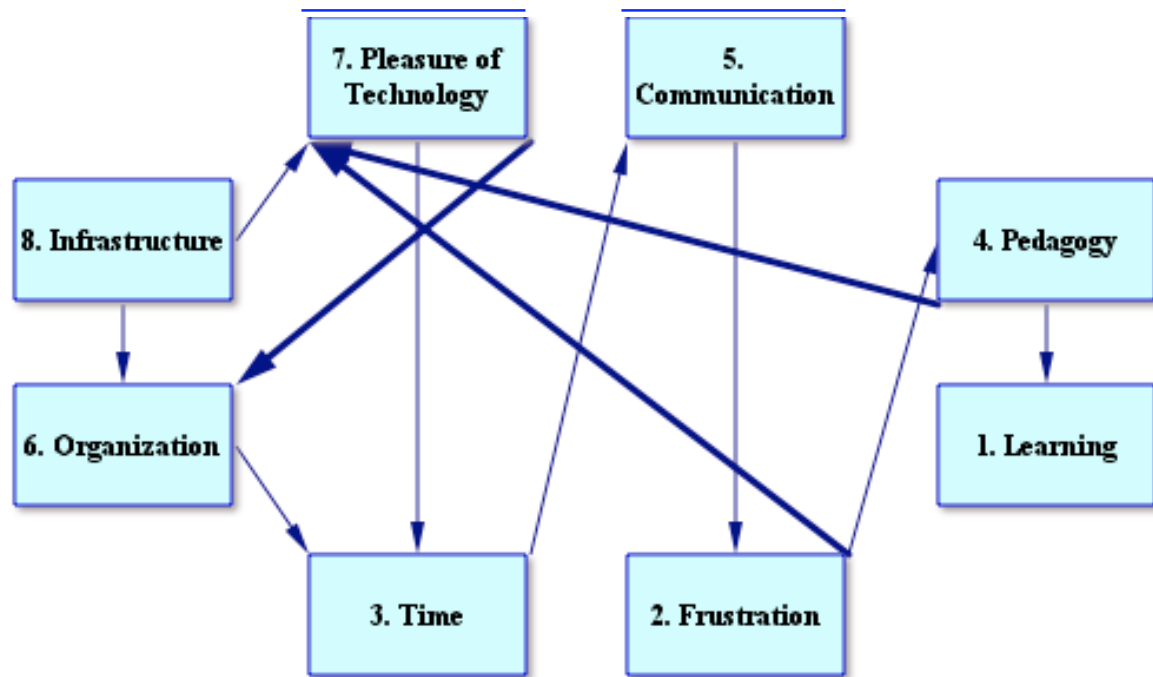 7. Pleasure of
Technology
5.
Communication
8. Infrastructure
4. Pedagogy
6. Organization
1. Learning
3. Time
2. Frustration